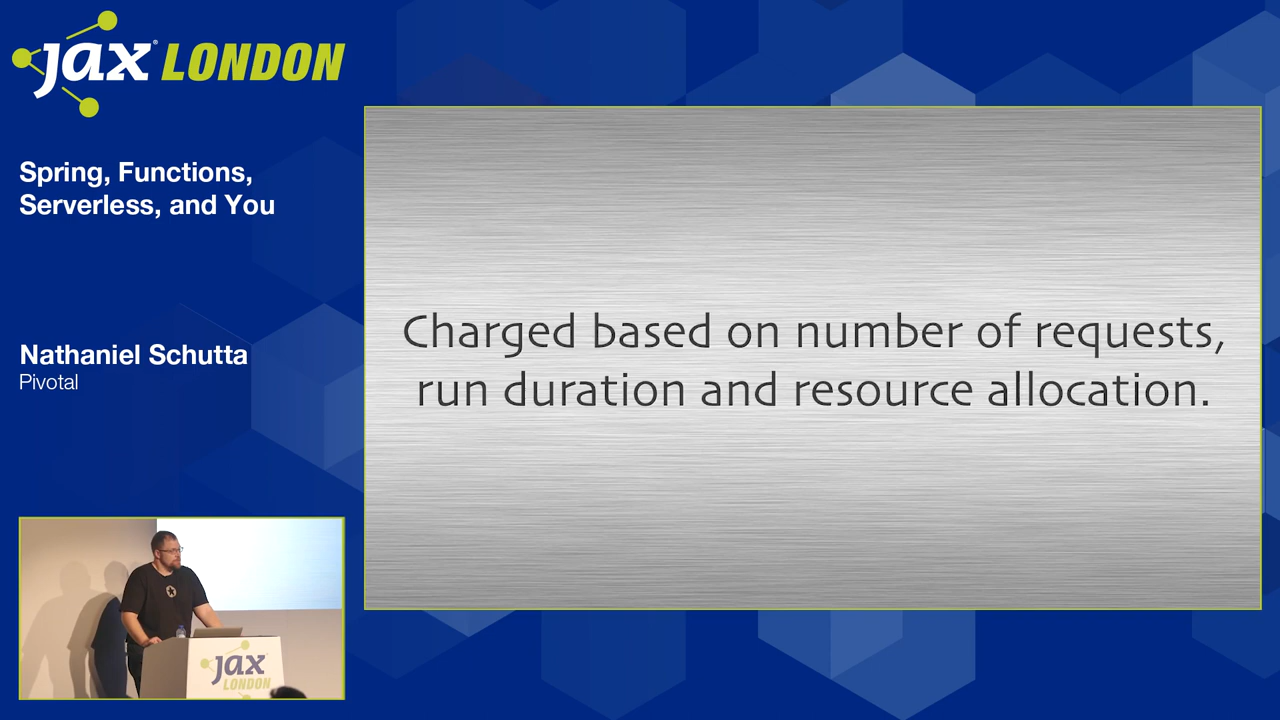 jax® LONDON
Spring, Functions,
Serverless, and You
Nathaniel Schutta
Pivotal
Charged based on number of requests,
run duration and resource allocation.
jax
LONDON